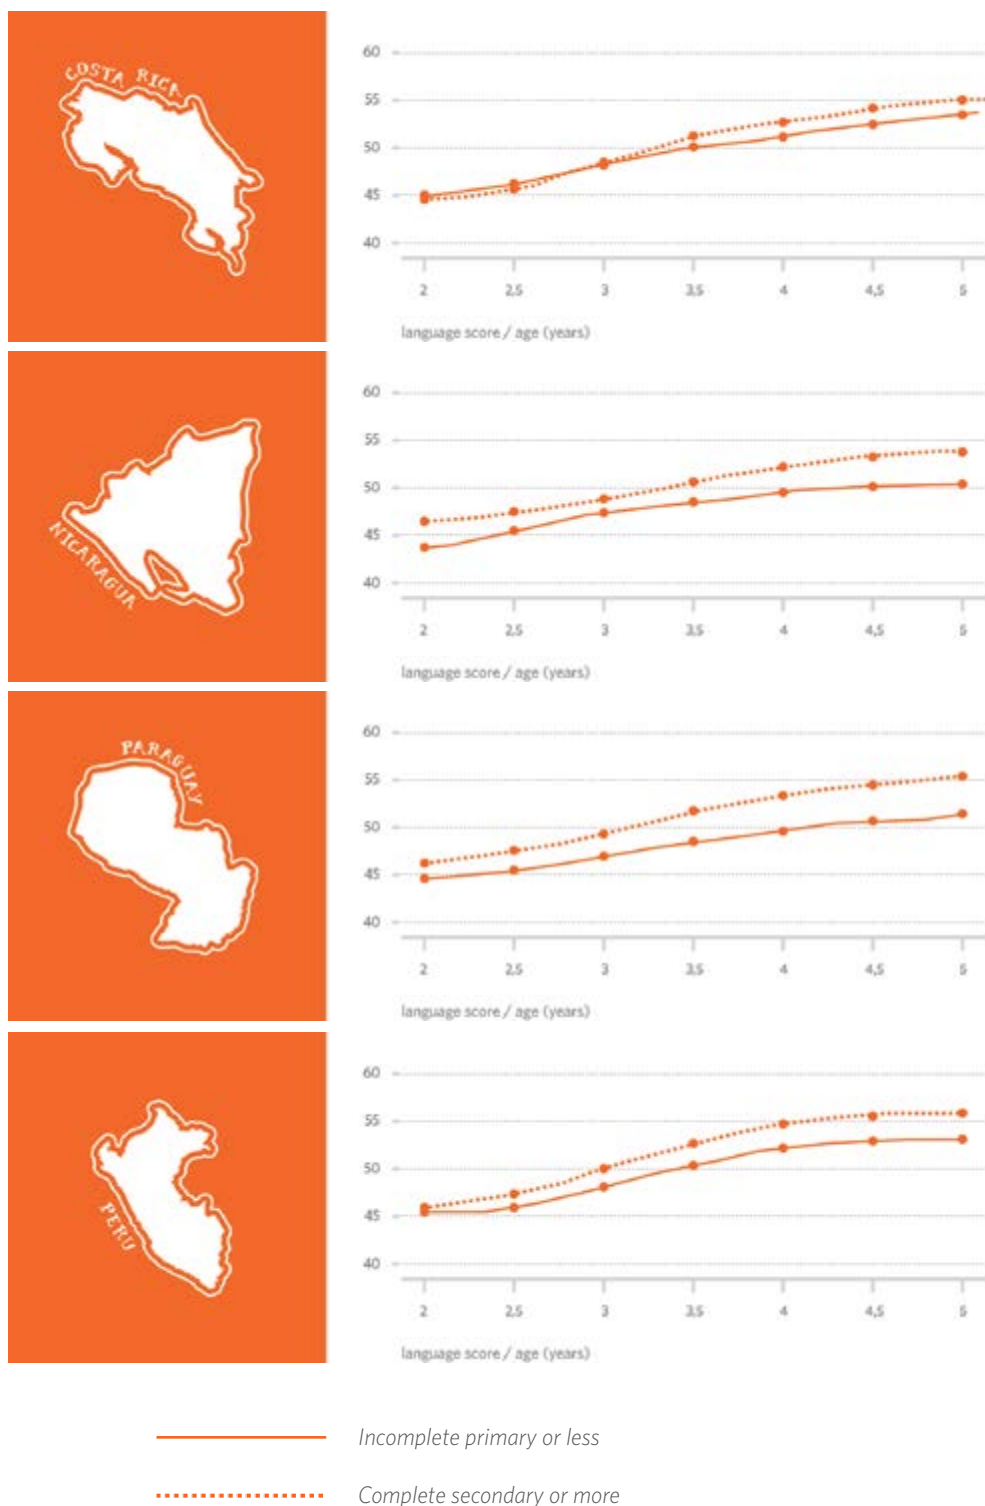 COSTA RICA
60
55
50
45
40
2 2,5 3 3,5 4 4,5 5
language score / age (years)
NICARAGUA
60
55
50
45
40
2 2,5 3 3,5 4 4,5 5
language score / age (years)
PARAGUAY
60
55
50
45
40
2 2,5 3 3,5 4 4,5 5
language score / age (years)
PERU
60
55
50
45
40
2 2,5 3 3,5 4 4,5 5
language score / age (years)
Incomplete primary or less
Complete secondary or more